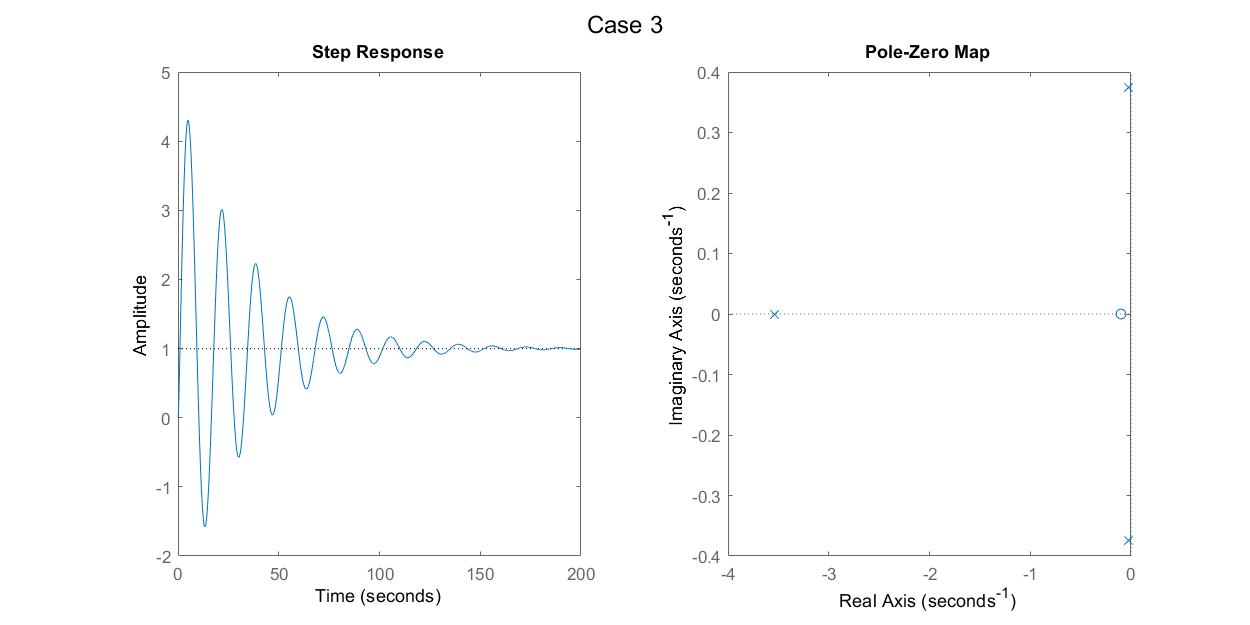 Case 3
Step Response
5
4
3
2
1
0
-1
-2
Amplitude
0 50 100 150 200
Time (seconds)
Pole-Zero Map
0.4
0.3
0.2
0.1
0
-0.1
-0.2
-0.3
-0.4
Imaginary Axis (seconds-1)
-4 -3 -2 -1 0
Real Axis (seconds-1)